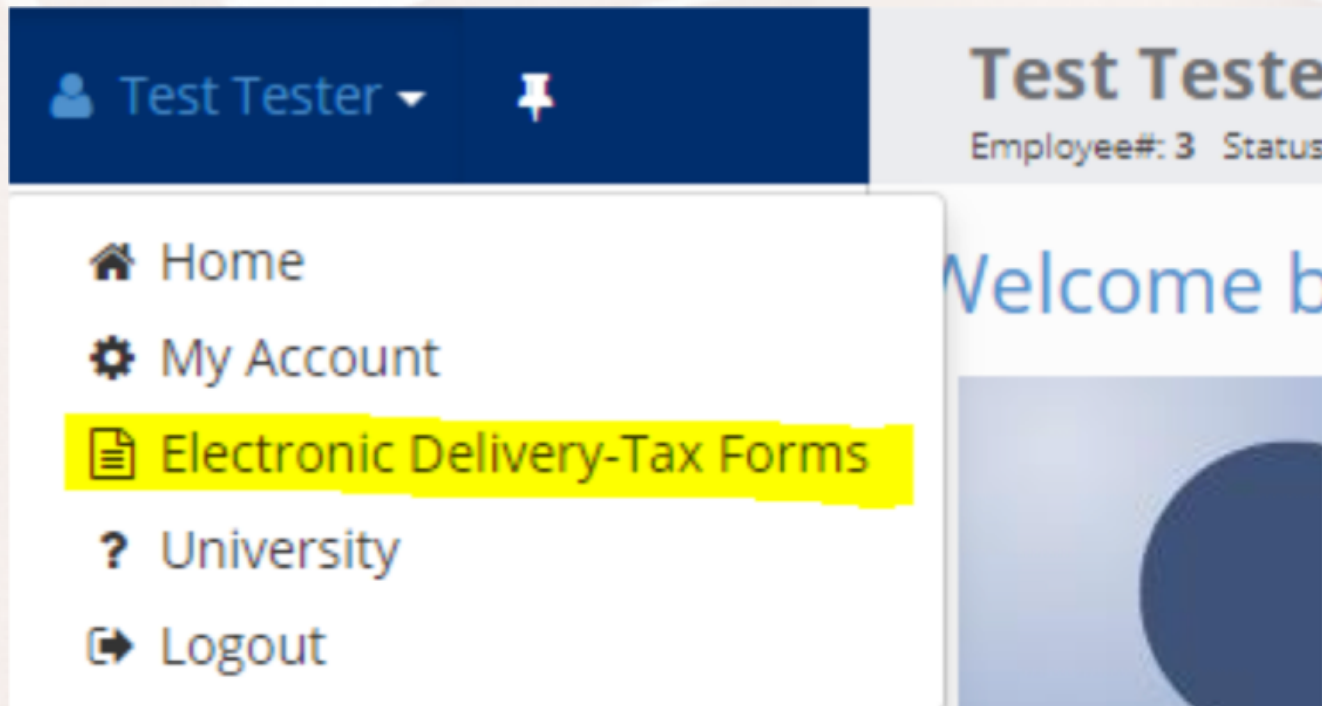 Test Tester
Test Teste
Employee#: 3 Status
Home
Welcome b
My Account
Electronic Delivery-Tax Forms
? University
Logout